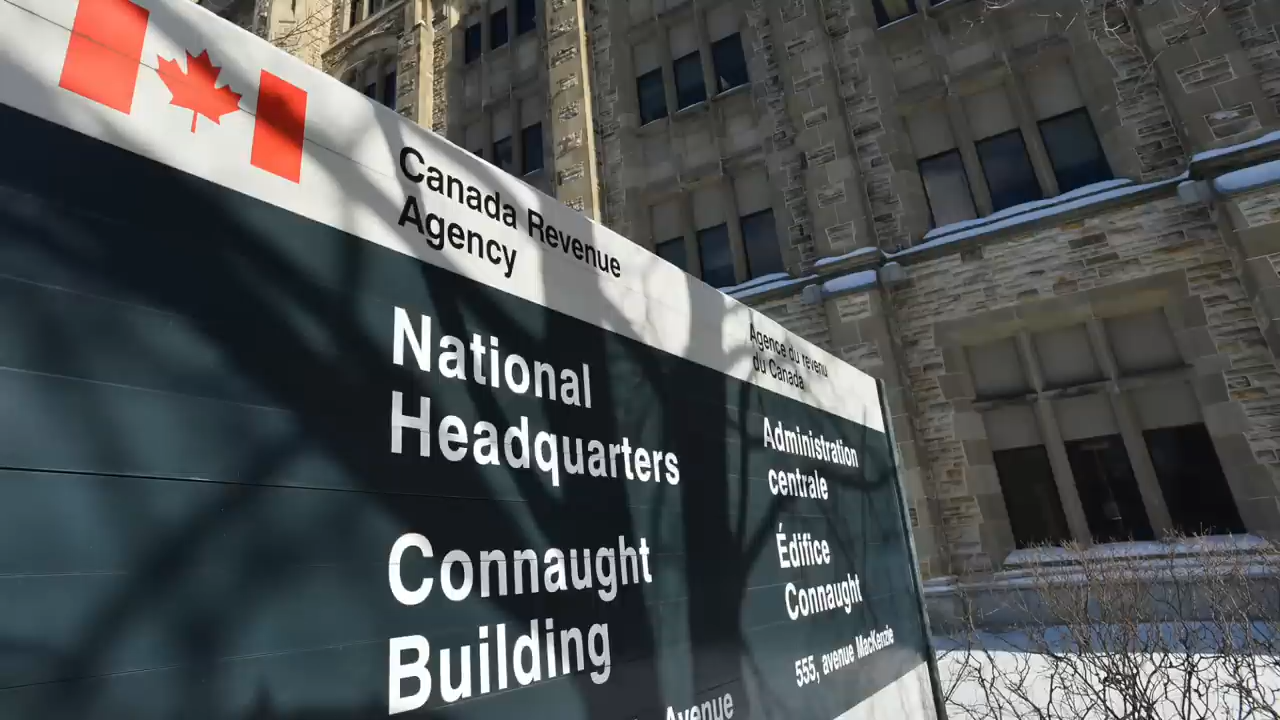 Canada Revenue
Agency
Agence du revenu
du Canada
National
Headquarters
Connaught
Building
Avenue
Administration
centrale
Édifice
Connaught
555, avenue MacKenzie